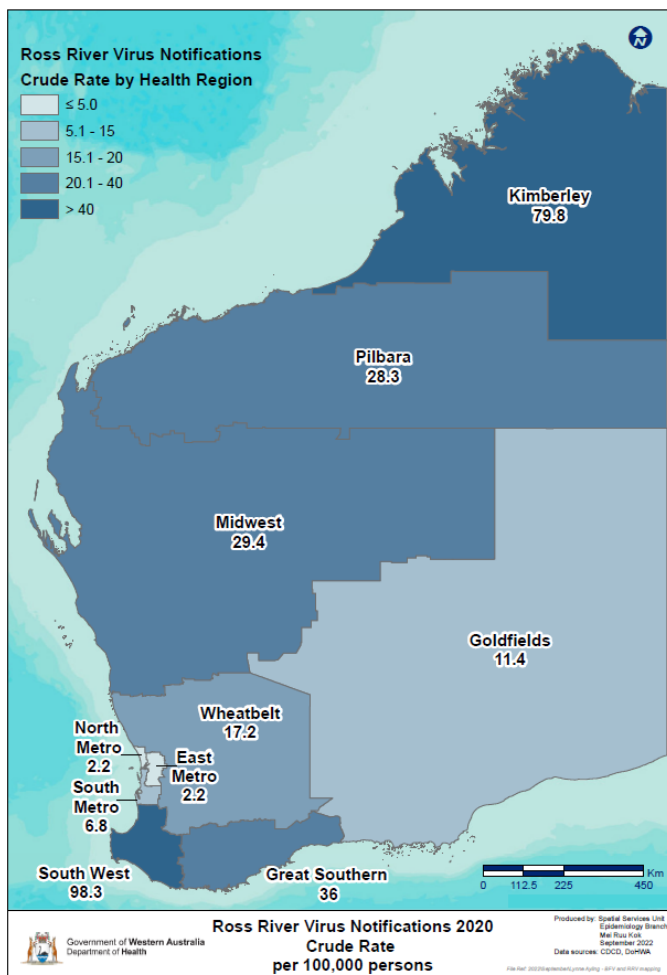 Ross River Virus Notifications
Crude Rate by Health Region
≤ 5.0
5.1 - 15
15.1 - 20
20.1 - 40
> 40
N
Kimberley
79.8
Pilbara
28.3
Midwest
29.4
Goldfields
11.4
Wheatbelt
17.2
North
Metro
2.2
East
Metro
2.2
South
Metro
6.8
South West
98.3
Great Southern
36
Km
0 112.5 225 450
Government of Western Australia
Department of Health
Ross River Virus Notifications 2020
Crude Rate
per 100,000 persons
Produced by: Spatial Services Unit
Epidemiology Branch
Mei Ruu Kok
September 2022
Data sources: CDCD, DoHWA